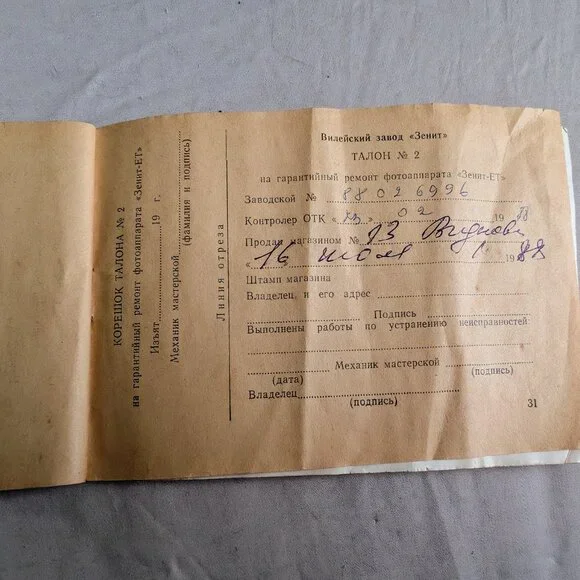 КОРЕШОК ТАЛОНА № 2
на гарантийный ремонт фотоаппарата «Зенит-ЕТ»
Изъят 19 г.
Механик мастерской
(фамилия и подпись)
Линия отреза
Вилейский завод «Зенит»
ТАЛОН № 2
на гарантийный ремонт фотоаппарата «Зенит-ЕТ»
Заводской № 88026996
Контролер ОТК « » 02 19
Продан магазином № 13
«16 июля 1988
Штамп магазина
Владелец и его адрес
Подпись
Выполнены работы по устранению неисправностей:
Механик мастерской
(дата) (подпись)
Владелец
(подпись)
31